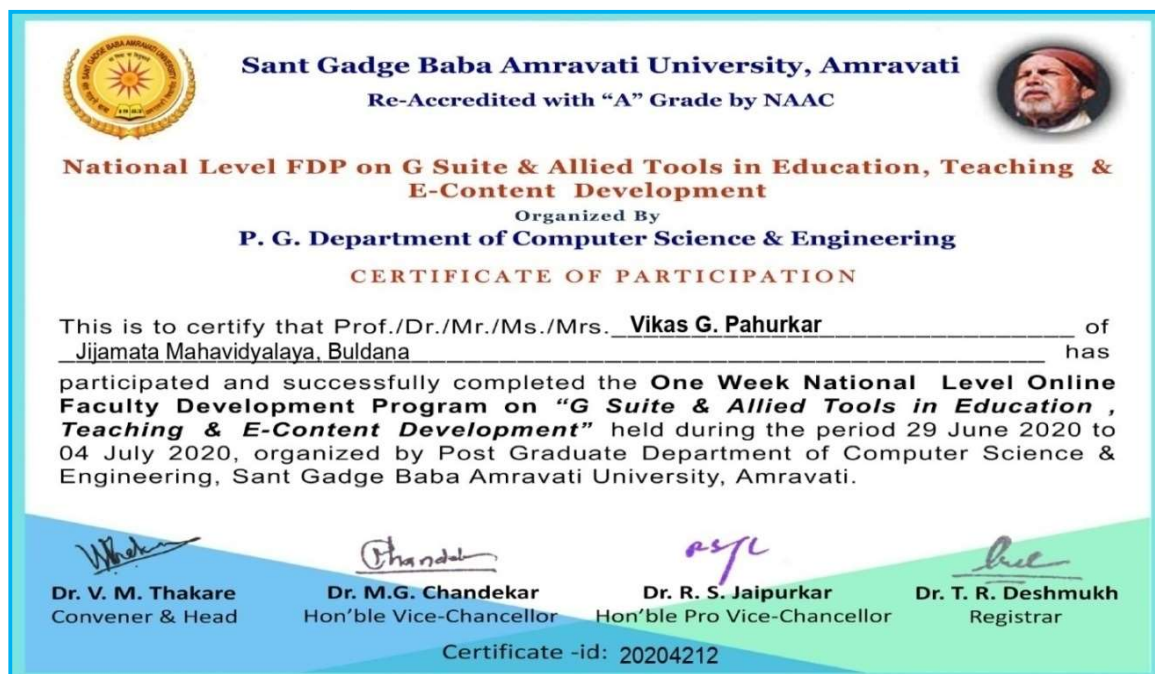 SANT GADGE BABA AMRAVATI UNIVERSITY
Sant Gadge Baba Amravati University, Amravati
Re-Accredited with “A” Grade by NAAC
National Level FDP on G Suite & Allied Tools in Education, Teaching &
E-Content Development
Organized By
P. G. Department of Computer Science & Engineering
CERTIFICATE OF PARTICIPATION
This is to certify that Prof./Dr./Mr./Ms./Mrs. Vikas G. Pahurkar of
Jijamata Mahavidyalaya, Buldana has
participated and successfully completed the One Week National Level Online
Faculty Development Program on “G Suite & Allied Tools in Education ,
Teaching & E-Content Development” held during the period 29 June 2020 to
04 July 2020, organized by Post Graduate Department of Computer Science &
Engineering, Sant Gadge Baba Amravati University, Amravati.
Dr. V. M. Thakare Dr. M.G. Chandekar Dr. R. S. Jaipurkar Dr. T. R. Deshmukh
Convener & Head Hon’ble Vice-Chancellor Hon’ble Pro Vice-Chancellor Registrar
Certificate -id: 20204212